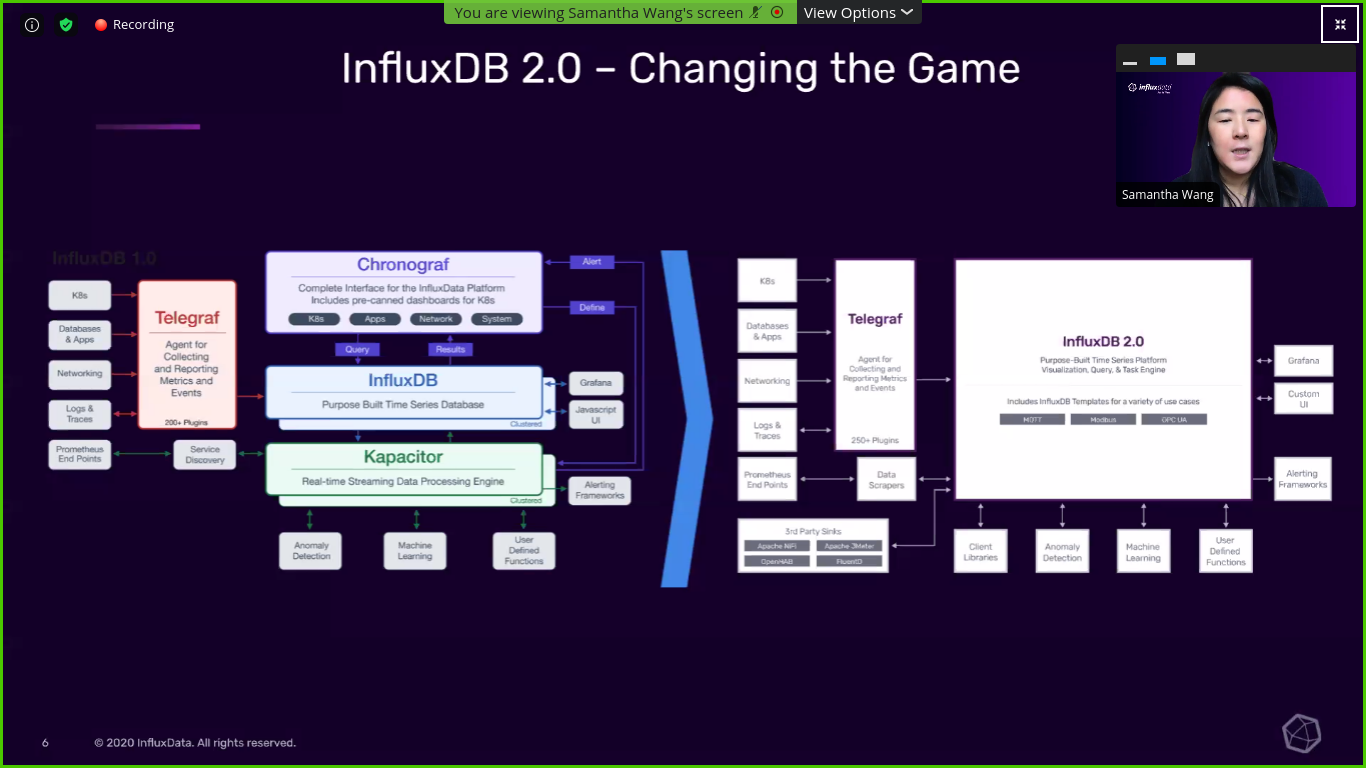 You are viewing Samantha Wang's screen
View Options
Recording
InfluxDB 2.0 – Changing the Game
influxdata
Samantha Wang
InfluxDB 1.0
K8s
Databases
& Apps
Networking
Logs &
Traces
Prometheus
End Points
Telegraf
Agent for
Collecting
and Reporting
Metrics and
Events
200+ Plugins
Service
Discovery
Chronograf
Complete Interface for the InfluxData Platform
Includes pre-canned dashboards for K8s
K8s
Apps
Network
System
Alert
Define
Query
Results
InfluxDB
Purpose Built Time Series Database
Clustered
Grafana
Javascript
UI
Kapacitor
Real-time Streaming Data Processing Engine
Clustered
Alerting
Frameworks
Anomaly
Detection
Machine
Learning
User
Defined
Functions
K8s
Databases
& Apps
Networking
Logs &
Traces
Prometheus
End Points
Telegraf
Agent for
Collecting and
Reporting Metrics
and Events
250+ Plugins
Data
Scrapers
3rd Party Sinks
Apache NiFi
Apache JMeter
OpenHAB
FluentD
InfluxDB 2.0
Purpose-Built Time Series Platform
Visualization, Query, & Task Engine
Includes InfluxDB Templates for a variety of use cases
MQTT
Modbus
OPC UA
Grafana
Custom
UI
Alerting
Frameworks
Client
Libraries
Anomaly
Detection
Machine
Learning
User
Defined
Functions
6
© 2020 InfluxData. All rights reserved.